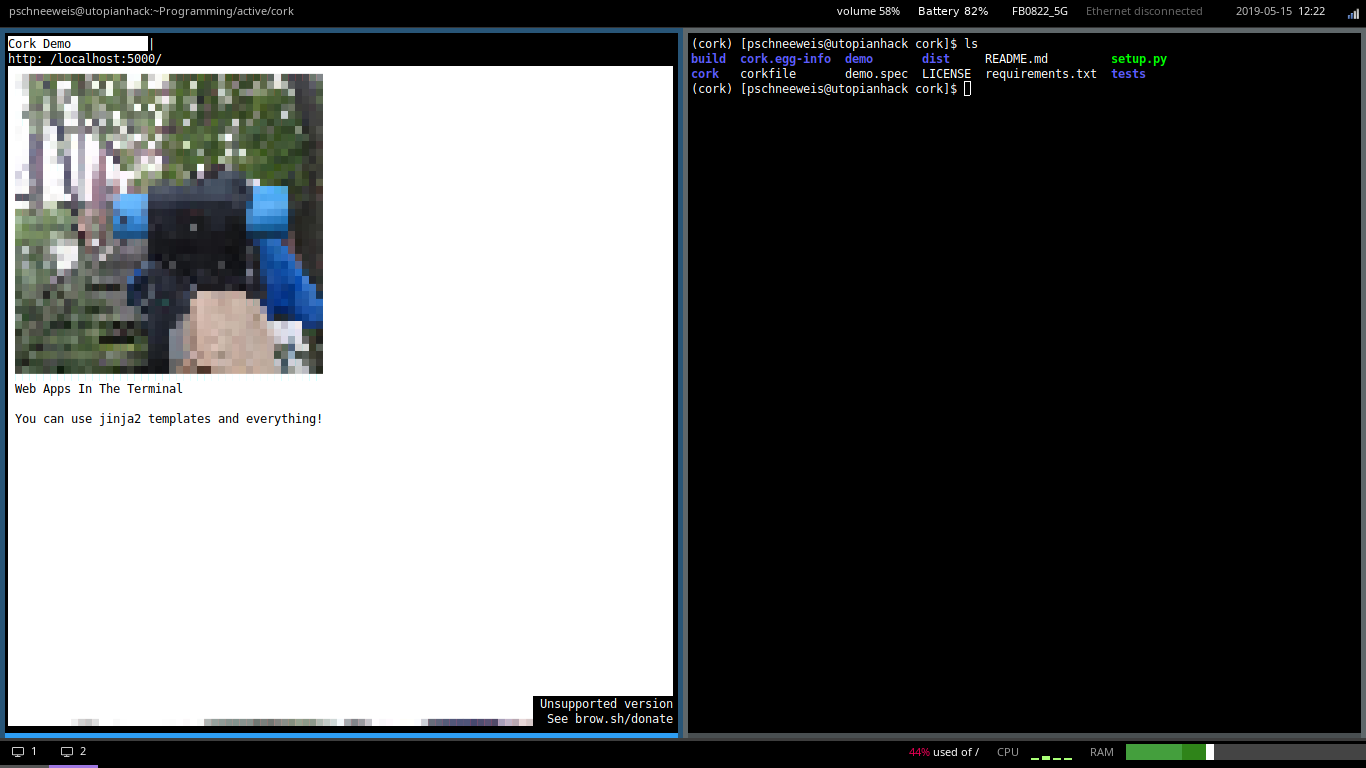 pschneeweis@utopianhack:~Programming/active/cork
volume 58% Battery 82% FB0822_5G Ethernet disconnected 2019-05-15 12:22
Cork Demo |
http: /localhost:5000/
Web Apps In The Terminal
You can use jinja2 templates and everything!
Unsupported version
See brow.sh/donate
(cork) [pschneeweis@utopianhack cork]$ ls
build cork.egg-info demo dist README.md setup.py
cork corkfile demo.spec LICENSE requirements.txt tests
(cork) [pschneeweis@utopianhack cork]$
1 2
44% used of / CPU RAM